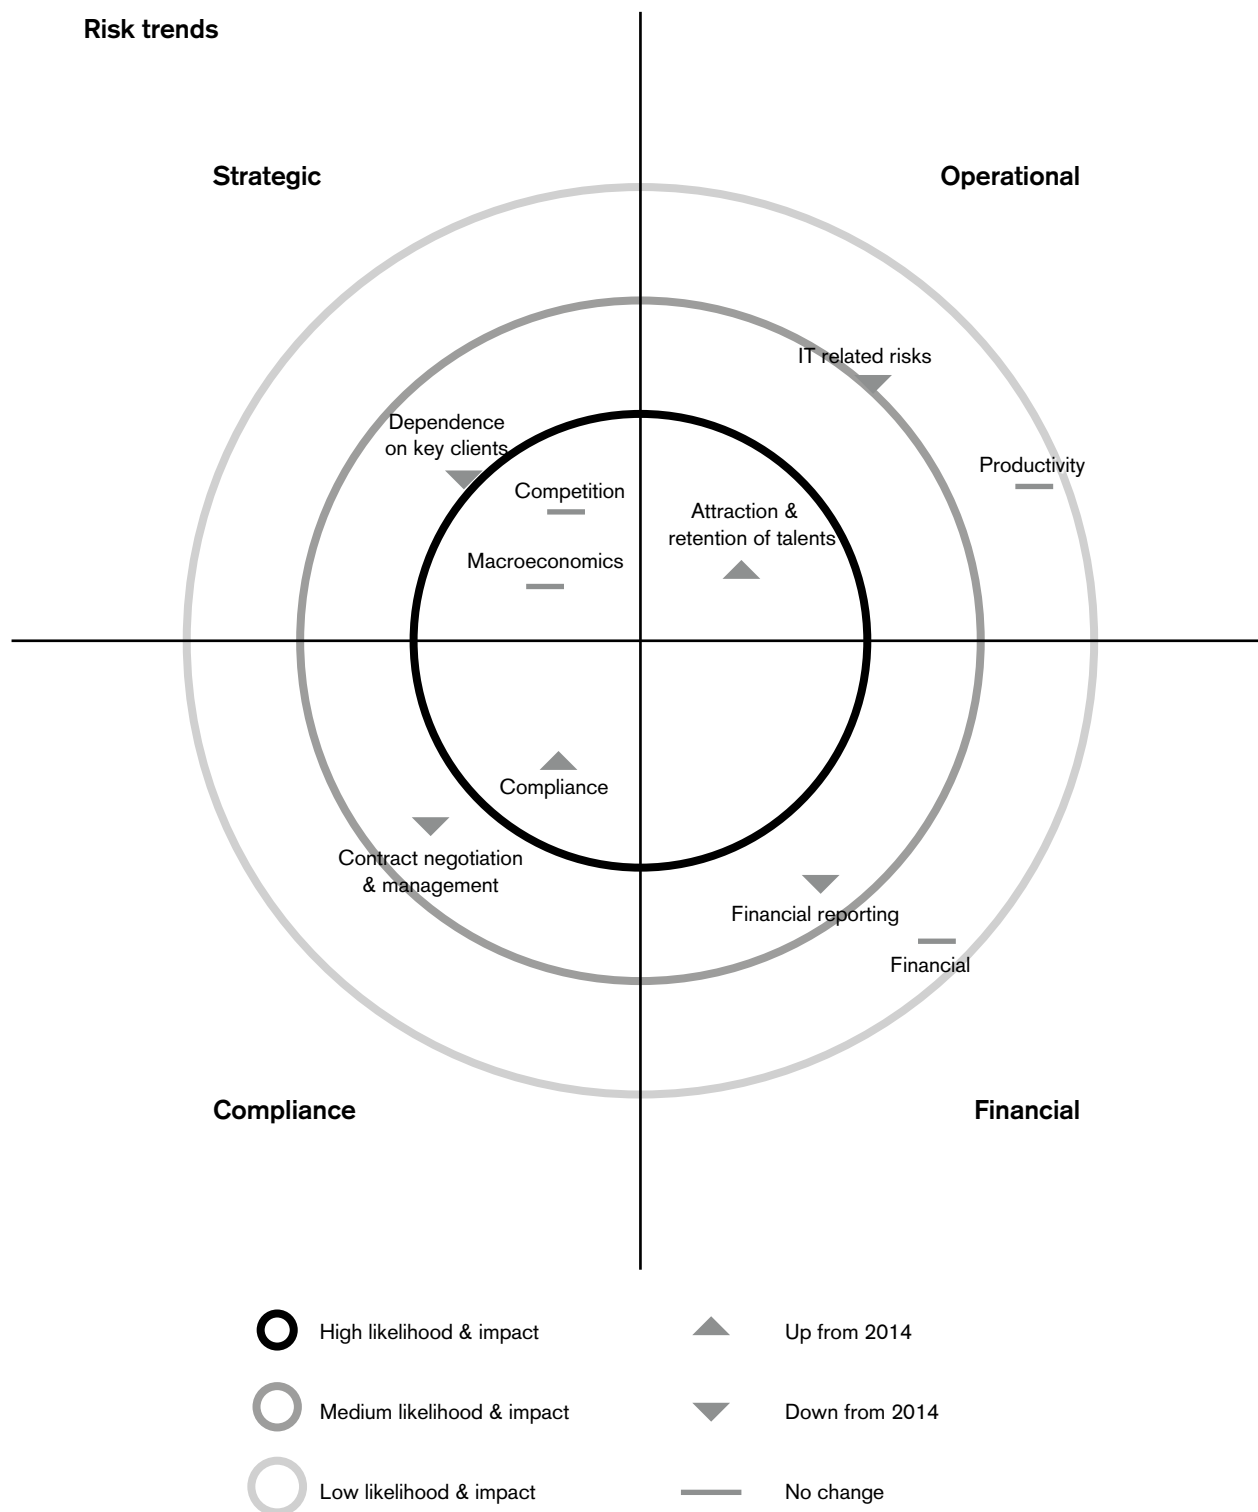 Risk trends
Strategic
Operational
IT related risks
Dependence
on key clients
Productivity
Competition
Attraction &
retention of talents
Macroeconomics
Compliance
Contract negotiation
& management
Financial reporting
Financial
Compliance
Financial
High likelihood & impact
Up from 2014
Medium likelihood & impact
Down from 2014
Low likelihood & impact
No change